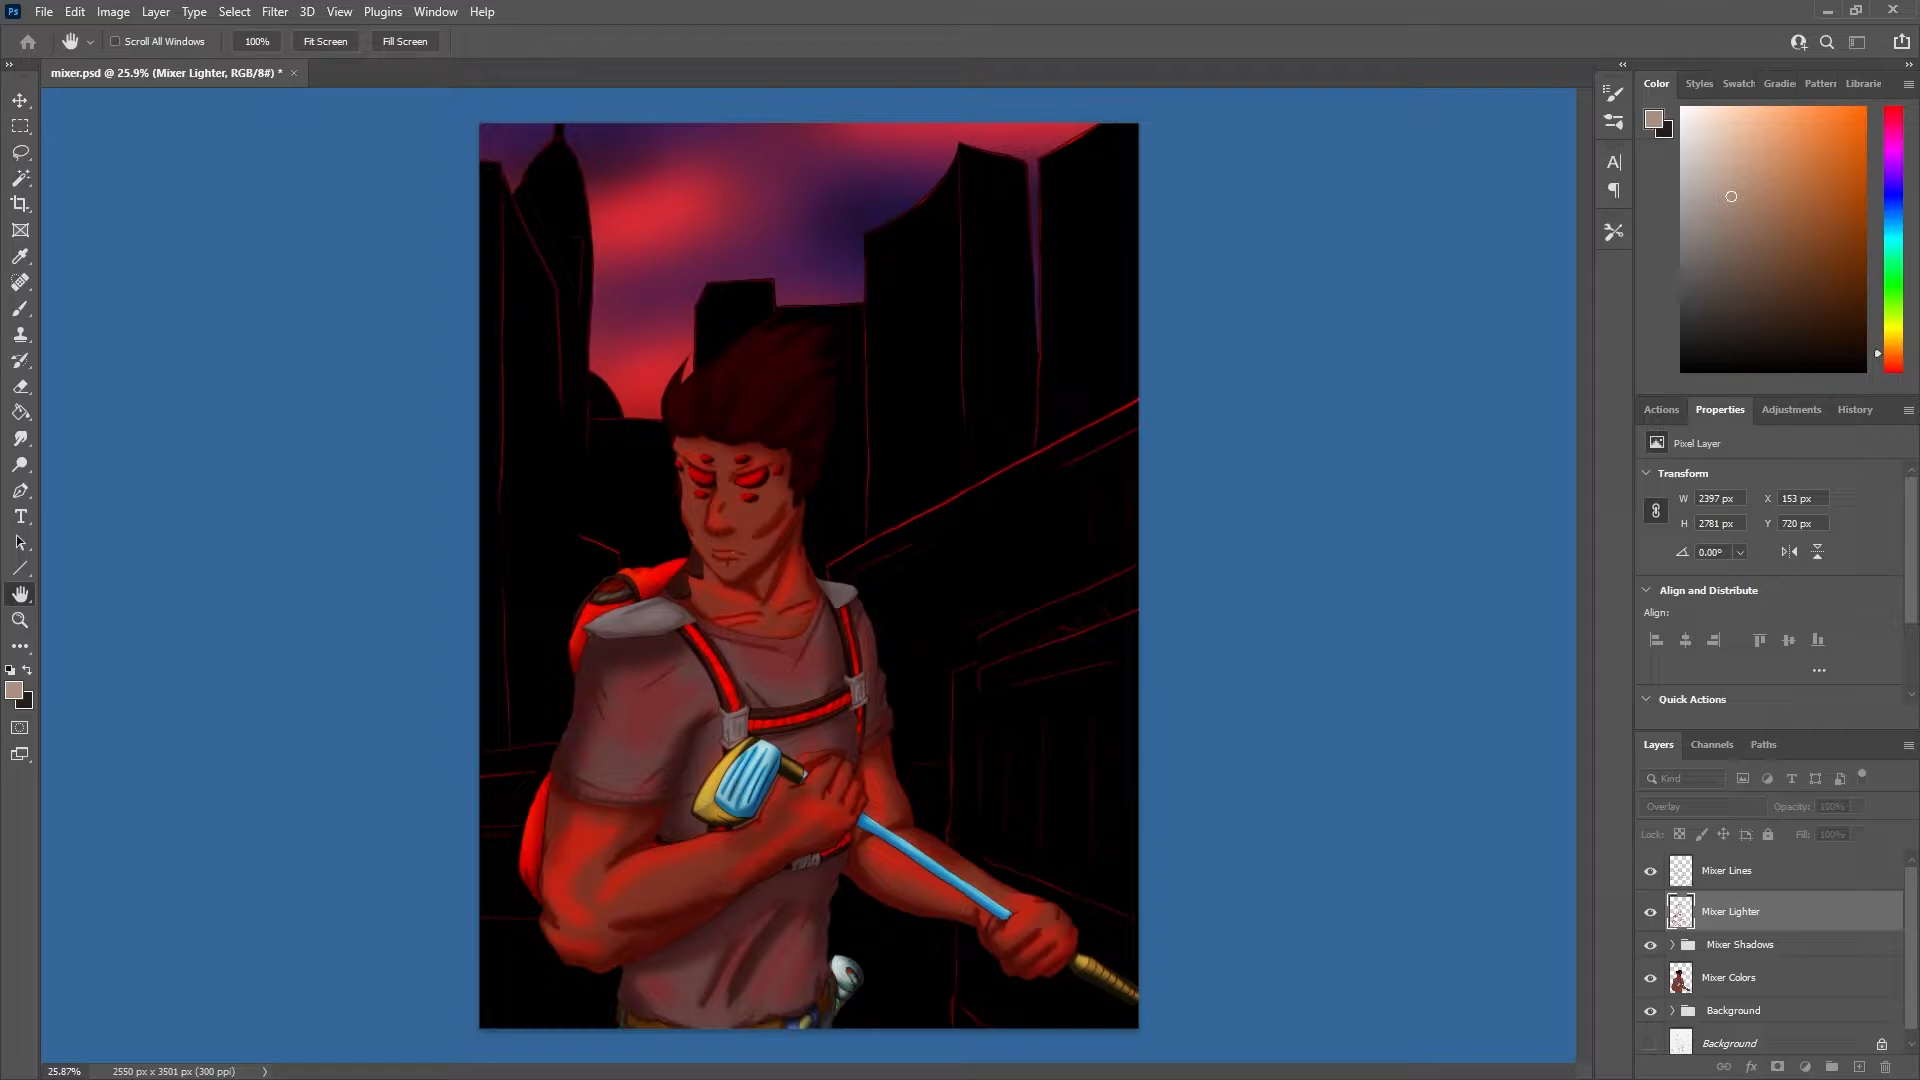 Ps File Edit Image Layer Type Select Filter 3D View Plugins Window Help
Scroll All Windows 100% Fit Screen Fill Screen
mixer.psd @ 25.9% (Mixer Lighter, RGB/8#) * ×
Color Styles Swatch Gradie Patterr Librarie
Actions Properties Adjustments History
Pixel Layer
Transform
W 2397 px X 153 px
H 2781 px Y 720 px
0.00°
Align and Distribute
Align:
Quick Actions
Layers Channels Paths
Kind
Overlay Opacity: 100%
Lock: Fill: 100%
Mixer Lines
Mixer Lighter
Mixer Shadows
Mixer Colors
Background
Background
25.87% 2550 px x 3501 px (300 ppi)